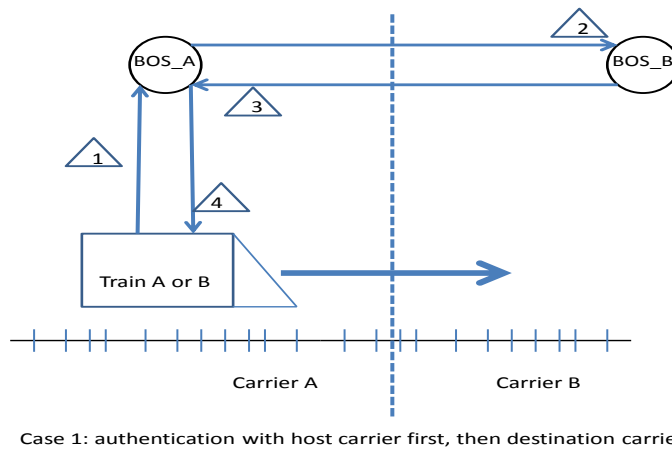 2
BOS_A
BOS_B
3
1
4
Train A or B
Carrier A
Carrier B
Case 1: authentication with host carrier first, then destination carrie